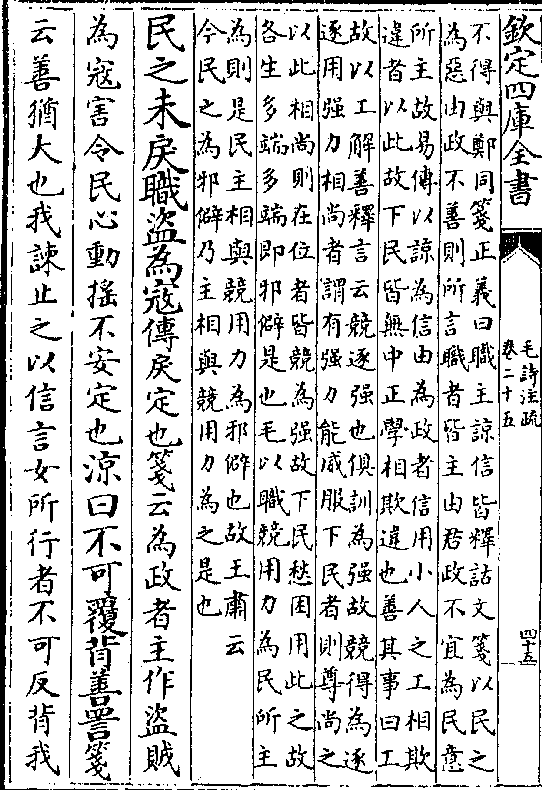 欽定四庫全書
毛詩注疏
卷二十五
四十五
不得與鄭同箋正義曰職主諒信皆釋詁文箋以民之
為惡由政不善則所言職者皆主由君政不宜為民意
所主故易傳以諒為信由為政者信用小人之工相欺
違者以此故下民皆無中正學相欺違也善其事曰工
故以工解善釋言云競逐强也俱訓為强故競得為逐
逐用强力相尚者謂有强力能威服下民者則尊尚之
以此相尚則在位者皆競為强故下民愁困用此之故
各生多端多端即邪僻是也毛以職競用力為民所主
為則是民主相與競用力為邪僻也故王肅云
今民之為邪僻乃主相與競用力為之是也
民之未戾職盜為寇傳戾定也箋云為政者主作盜賊
為寇害令民心動揺不安定也涼曰不可覆背善詈箋
云善猶大也我諫止之以信言女所行者不可反背我